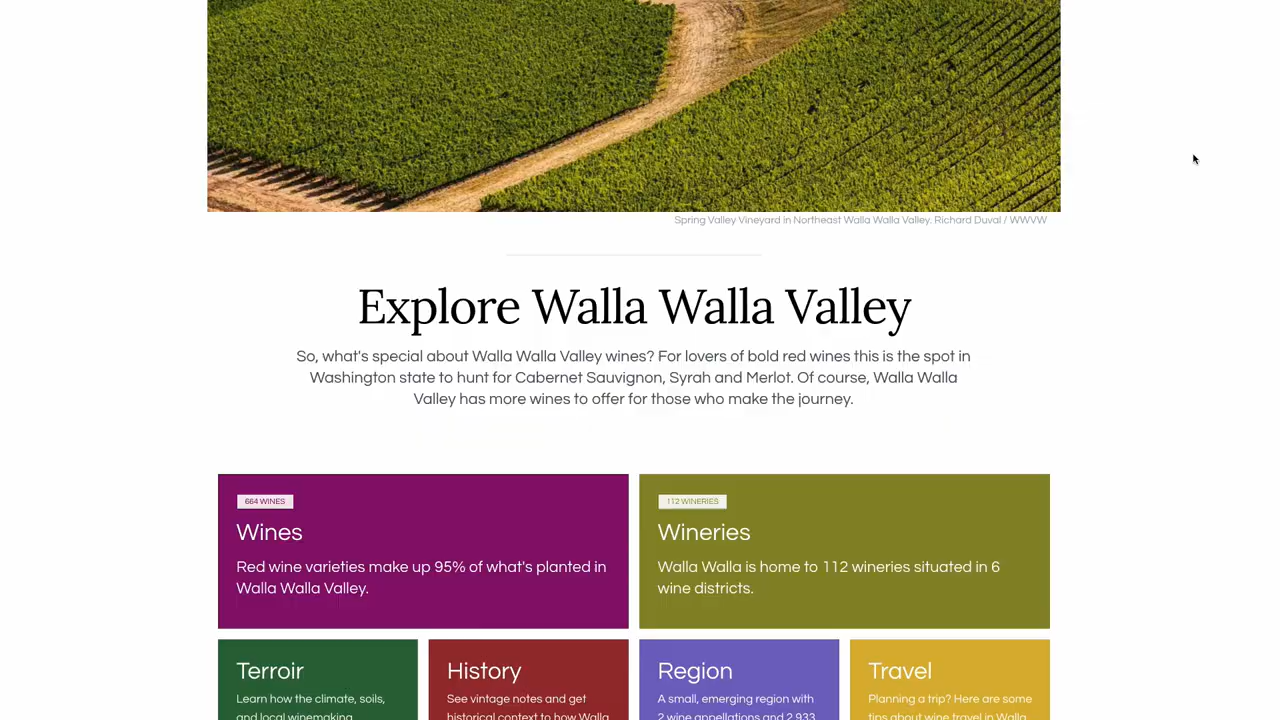 Spring Valley Vineyard in Northeast Walla Walla Valley. Richard Duval / WWVW
Explore Walla Walla Valley
So, what's special about Walla Walla Valley wines? For lovers of bold red wines this is the spot in
Washington state to hunt for Cabernet Sauvignon, Syrah and Merlot. Of course, Walla Walla
Valley has more wines to offer for those who make the journey.
664 WINES
Wines
Red wine varieties make up 95% of what's planted in
Walla Walla Valley.
112 WINERIES
Wineries
Walla Walla is home to 112 wineries situated in 6
wine districts.
Terroir
Learn how the climate, soils,
and local winemaking
History
See vintage notes and get
historical context to how Walla
Region
A small, emerging region with
2 wine appellations and 2,933
Travel
Planning a trip? Here are some
tips about wine travel in Walla